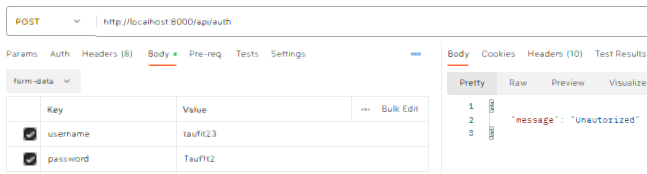 POST http://localhost:8000/api/auth
Params Auth Headers (8) Body Pre-req. Tests Settings
Body Cookies Headers (10) Test Results
form-data
Pretty Raw Preview Visualize
Key Value Bulk Edit
username taufit23
password Tauf1t2
1 {
2 "message": "Unautorized"
3 }